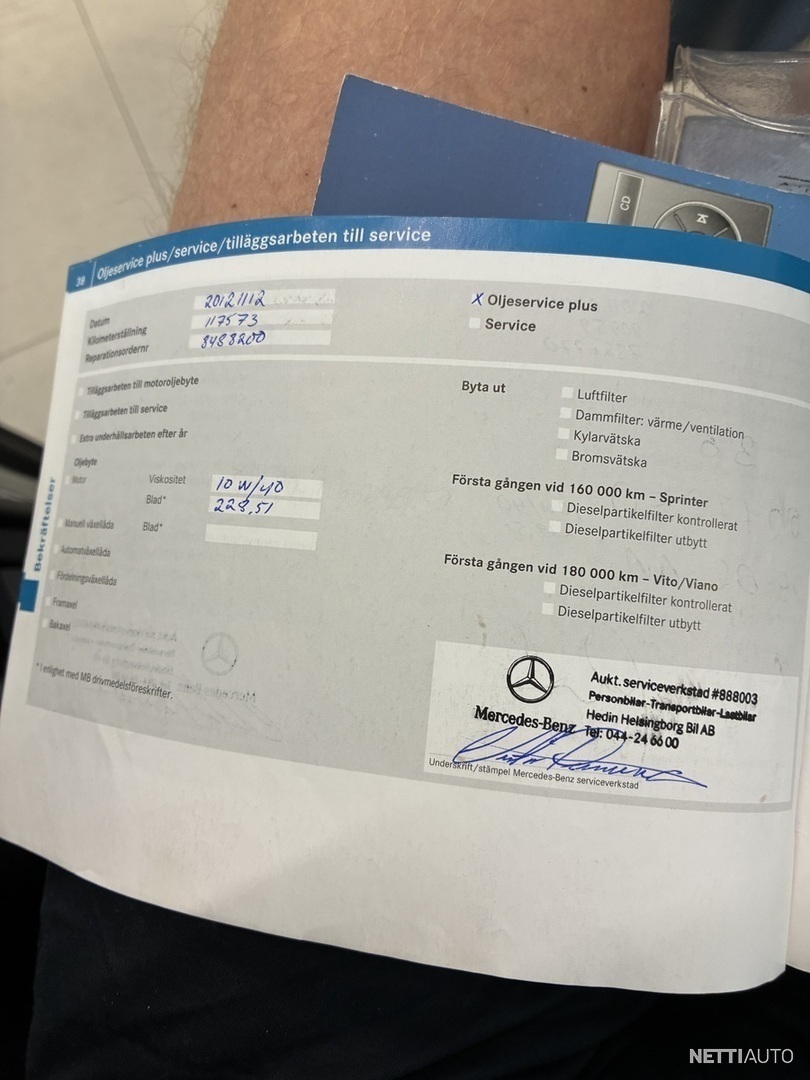 CD
38 Oljeservice plus/service/tilläggsarbeten till service
Datum 20121112
Kilometerställning 117573
Reparationsordernr 8488200
X Oljeservice plus
Service
Tilläggsarbeten till motoroljebyte
Tilläggsarbeten till service
Extra underhållsarbeten efter år
Oljebyte
Motor Viskositet 10 W/40
Blad* 228,51
Manuell växellåda Blad*
Automatväxellåda
Fördelningsväxellåda
Framaxel
Bakaxel
* I enlighet med MB drivmedelsföreskrifter.
Bekräftelser
Byta ut Luftfilter
Dammfilter: värme/ventilation
Kylarvätska
Bromsvätska
Första gången vid 160 000 km – Sprinter
Dieselpartikelfilter kontrollerat
Dieselpartikelfilter utbytt
Första gången vid 180 000 km – Vito/Viano
Dieselpartikelfilter kontrollerat
Dieselpartikelfilter utbytt
Aukt. serviceverkstad #888003
Personbilar-Transportbilar-Lastbilar
Hedin Helsingborg Bil AB
Mercedes-Benz Tel: 044-24 66 00
Underskrift/stämpel Mercedes-Benz serviceverkstad
NETTIAUTO